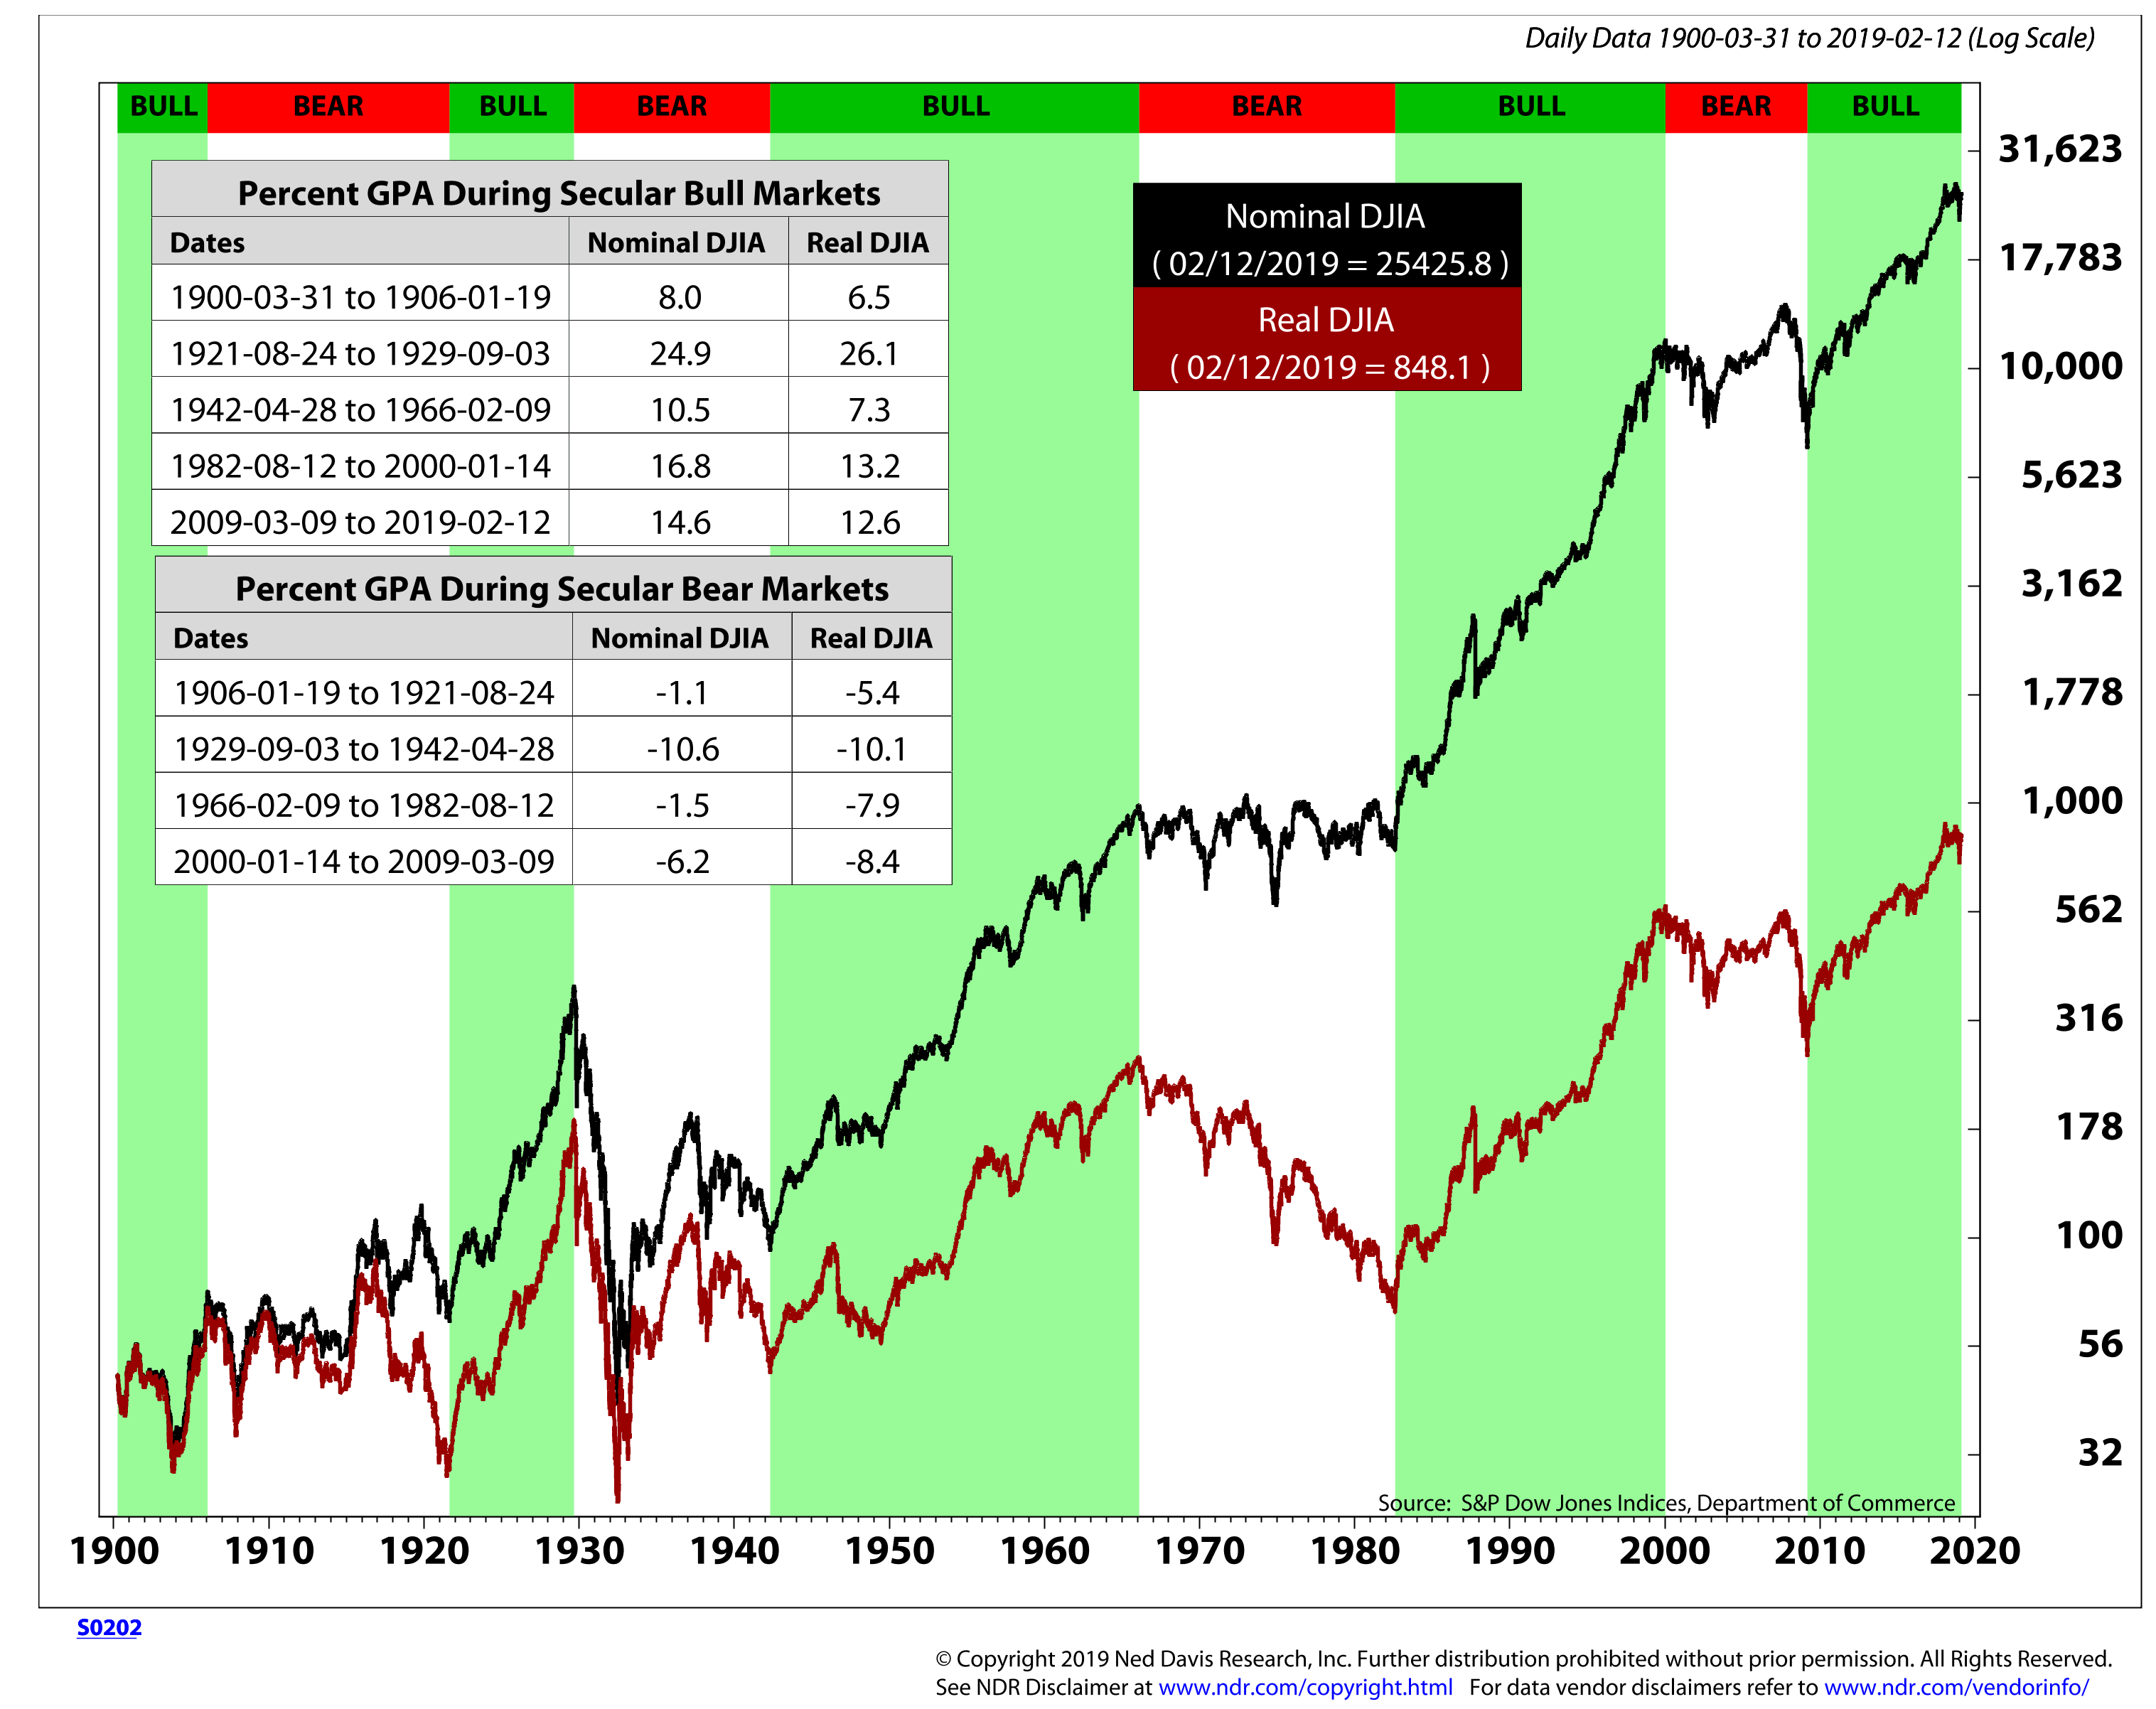 Daily Data 1900-03-31 to 2019-02-12 (Log Scale)
BULL BEAR BULL BEAR BULL BEAR BULL BEAR BULL
Percent GPA During Secular Bull Markets
Dates Nominal DJIA Real DJIA
1900-03-31 to 1906-01-19 8.0 6.5
1921-08-24 to 1929-09-03 24.9 26.1
1942-04-28 to 1966-02-09 10.5 7.3
1982-08-12 to 2000-01-14 16.8 13.2
2009-03-09 to 2019-02-12 14.6 12.6
Percent GPA During Secular Bear Markets
Dates Nominal DJIA Real DJIA
1906-01-19 to 1921-08-24 -1.1 -5.4
1929-09-03 to 1942-04-28 -10.6 -10.1
1966-02-09 to 1982-08-12 -1.5 -7.9
2000-01-14 to 2009-03-09 -6.2 -8.4
Nominal DJIA
( 02/12/2019 = 25425.8 )
Real DJIA
( 02/12/2019 = 848.1 )
31,623
17,783
10,000
5,623
3,162
1,778
1,000
562
316
178
100
56
32
Source: S&P Dow Jones Indices, Department of Commerce
1900 1910 1920 1930 1940 1950 1960 1970 1980 1990 2000 2010 2020
S0202
© Copyright 2019 Ned Davis Research, Inc. Further distribution prohibited without prior permission. All Rights Reserved.
See NDR Disclaimer at www.ndr.com/copyright.html For data vendor disclaimers refer to www.ndr.com/vendorinfo/